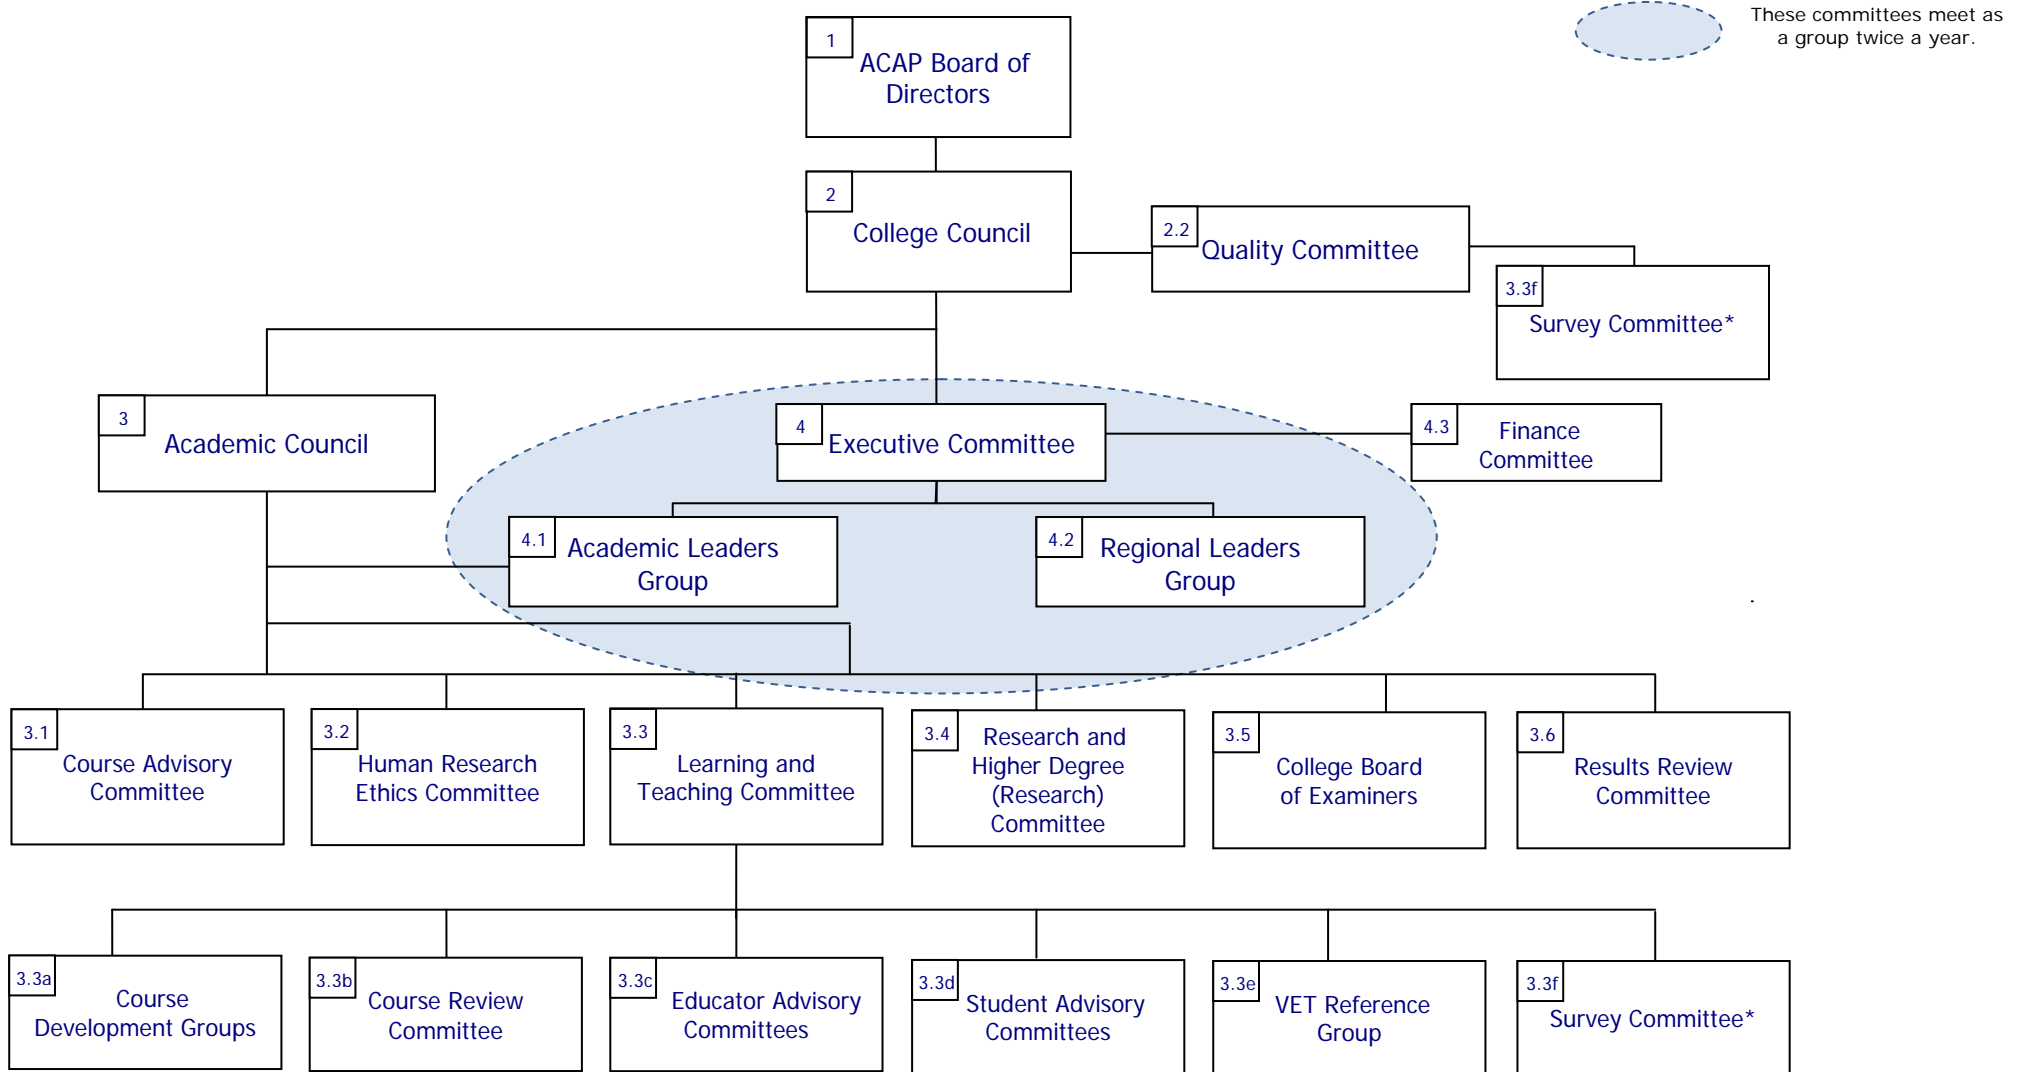 These committees meet as
a group twice a year.
1
ACAP Board of
Directors
2
College Council
2.2
Quality Committee
3.3f
Survey Committee*
3
Academic Council
4
Executive Committee
4.3
Finance
Committee
4.1
Academic Leaders
Group
4.2
Regional Leaders
Group
.
3.1
Course Advisory
Committee
3.2
Human Research
Ethics Committee
3.3
Learning and
Teaching Committee
3.4
Research and
Higher Degree
(Research)
Committee
3.5
College Board
of Examiners
3.6
Results Review
Committee
3.3a
Course
Development Groups
3.3b
Course Review
Committee
3.3c
Educator Advisory
Committees
3.3d
Student Advisory
Committees
3.3e
VET Reference
Group
3.3f
Survey Committee*